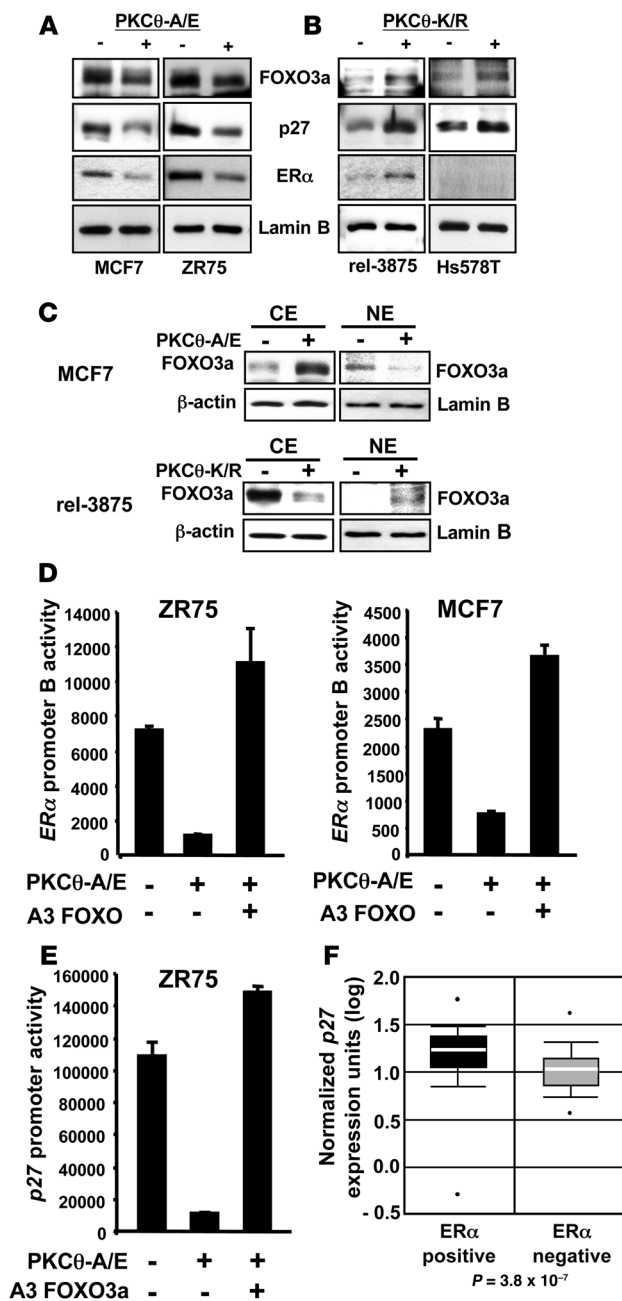 A PKCθ-A/E B PKCθ-K/R
- + - + - + - +
FOXO3a
p27
ERα
Lamin B
MCF7 ZR75 rel-3875 Hs578T
C CE NE
PKCθ-A/E - + - +
MCF7 FOXO3a FOXO3a
β-actin Lamin B
CE NE
PKCθ-K/R - + - +
rel-3875 FOXO3a FOXO3a
β-actin Lamin B
D ZR75
ERα promoter B activity
14000
12000
10000
8000
6000
4000
2000
0
PKCθ-A/E - + +
A3 FOXO - - +
MCF7
ERα promoter B activity
4500
4000
3500
3000
2500
2000
1500
1000
500
0
PKCθ-A/E - + +
A3 FOXO - - +
E ZR75
p27 promoter activity
160000
140000
120000
100000
80000
60000
40000
20000
0
PKCθ-A/E - + +
A3 FOXO3a - - +
F
Normalized p27
expression units (log)
2.0
1.5
1.0
0.5
0.0
- 0.5
ERα
positive
ERα
negative
P = 3.8 x 10⁻⁷